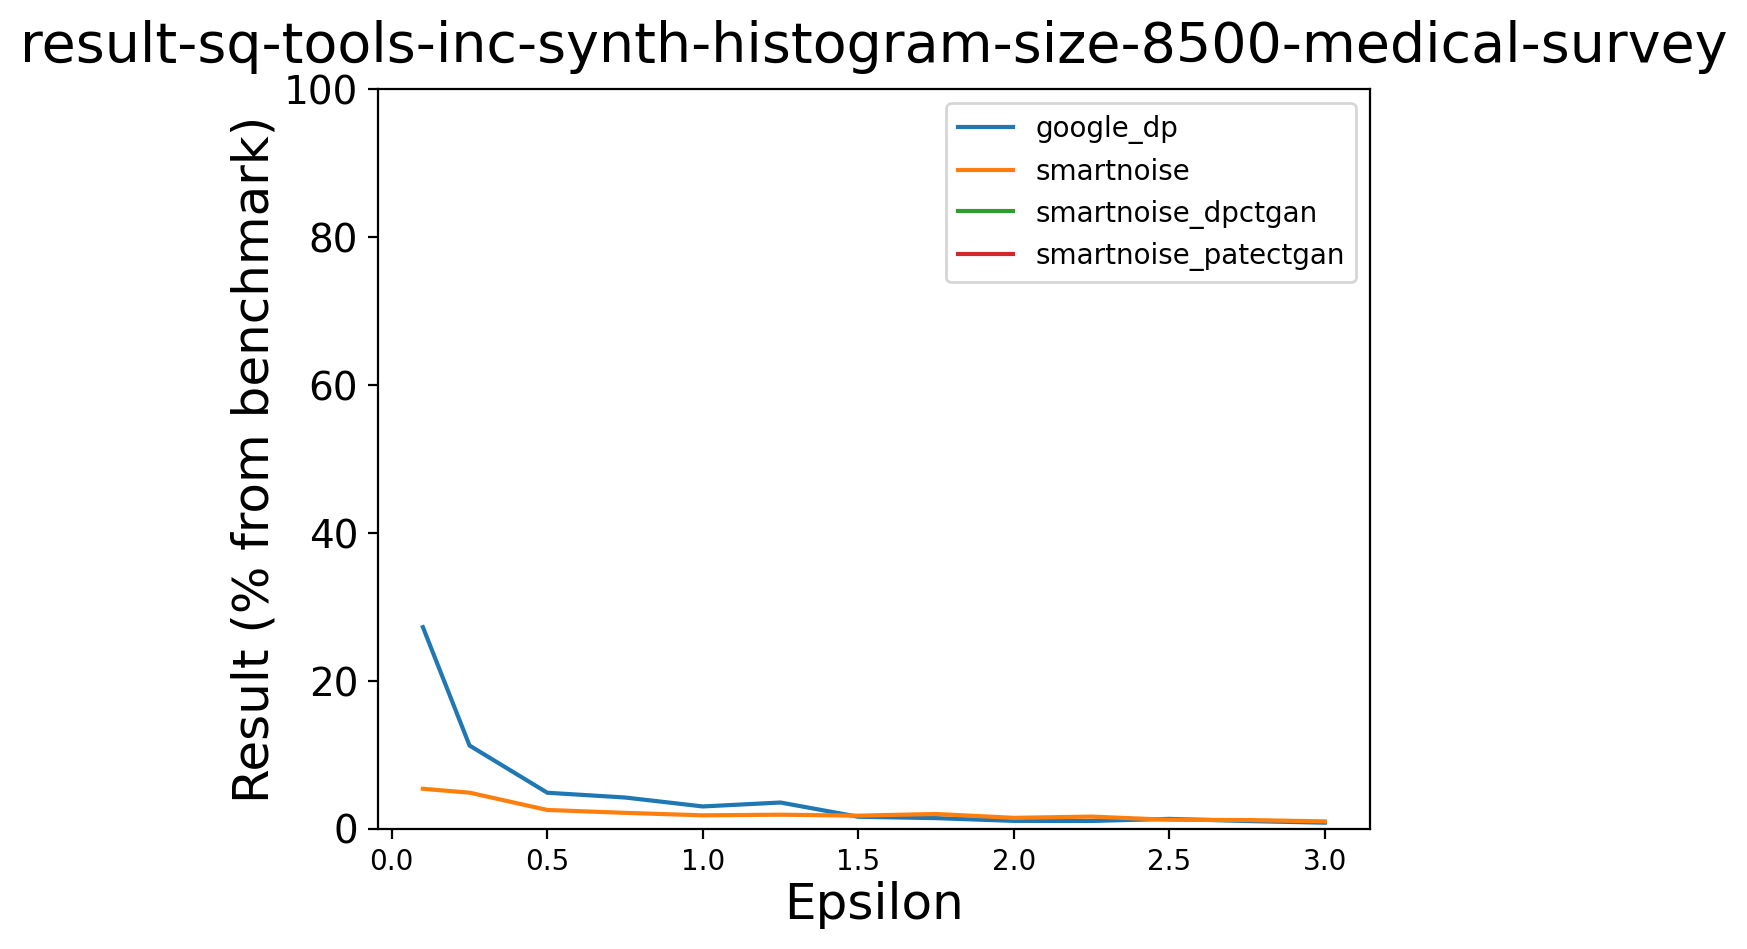 result-sq-tools-inc-synth-histogram-size-8500-medical-survey
Result (% from benchmark)
100
80
60
40
20
0
google_dp
smartnoise
smartnoise_dpctgan
smartnoise_patectgan
0.0 0.5 1.0 1.5 2.0 2.5 3.0
Epsilon